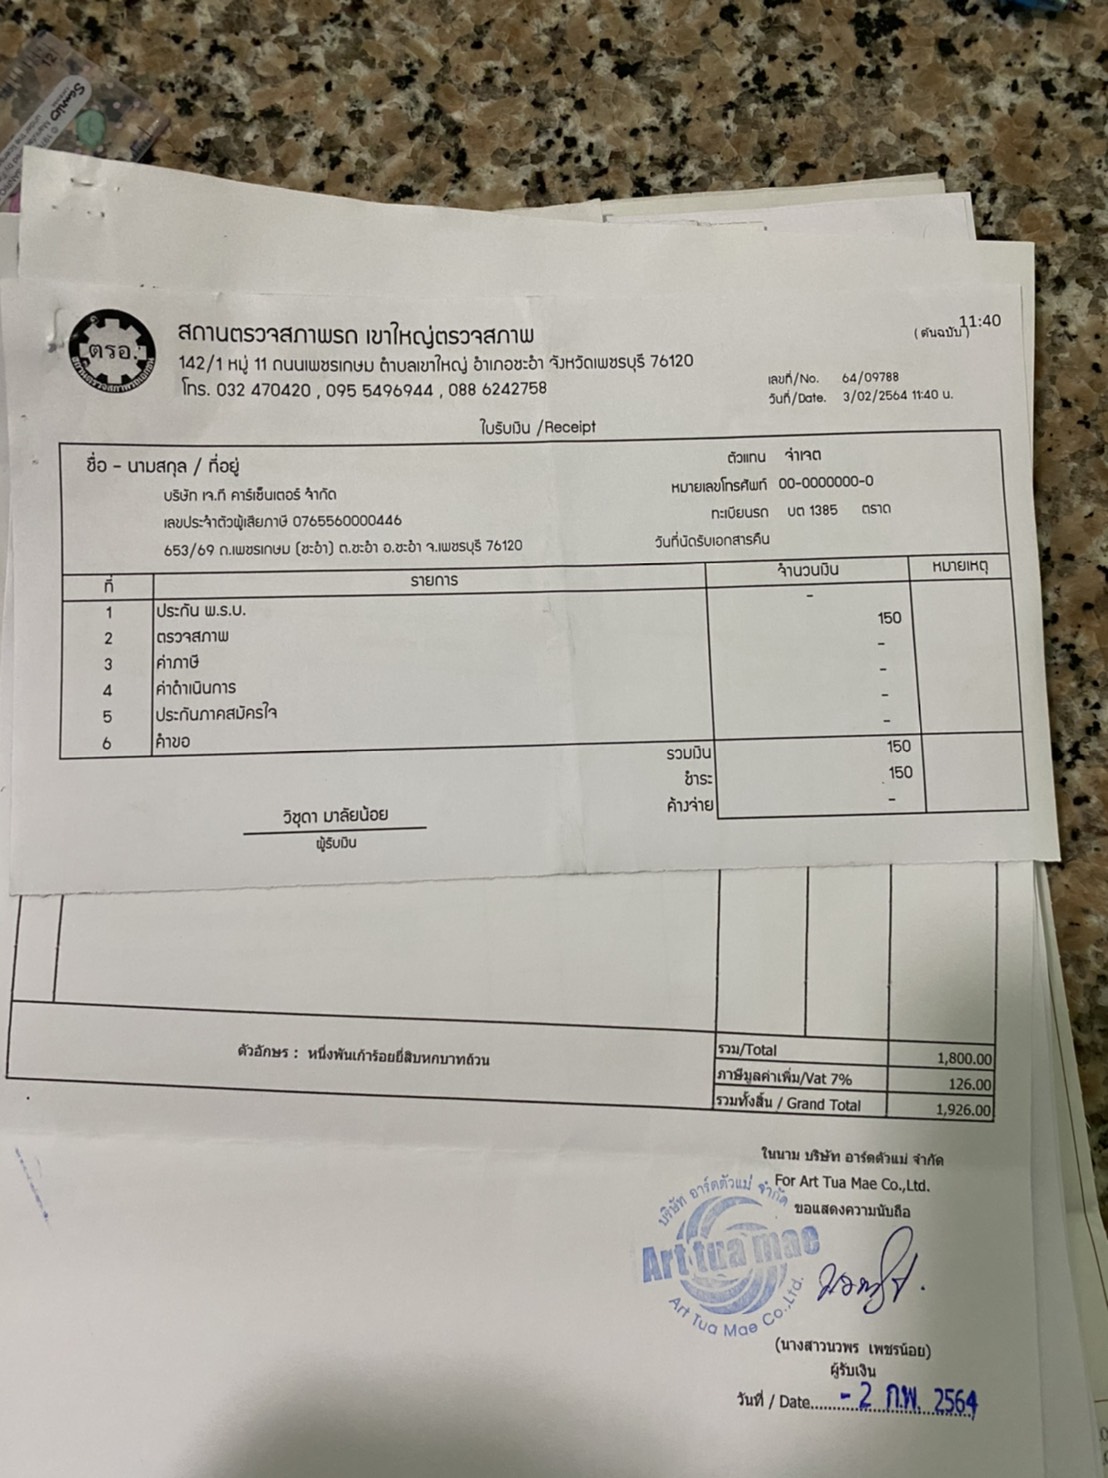 ตรอ.
สถานตรวจสภาพรถ เขาใหญ่ตรวจสภาพ
142/1 หมู่ 11 ถนนเพชรเกษม ตำบลเขาใหญ่ อำเภอชะอำ จังหวัดเพชรบุรี 76120
โทร. 032 470420 , 095 5496944 , 088 6242758
11:40
( ต้นฉบับ )
เลขที่/No. 64/09788
วันที่/Date. 3/02/2564 11:40 น.
ใบรับเงิน /Receipt
ชื่อ - นามสกุล / ที่อยู่
บริษัท เจ.ที คาร์เซ็นเตอร์ จำกัด
เลขประจำตัวผู้เสียภาษี 0765560000446
653/69 ถ.เพชรเกษม (ชะอำ) ต.ชะอำ อ.ชะอำ จ.เพชรบุรี 76120
ตัวแทน จ๋าเจต
หมายเลขโทรศัพท์ 00-0000000-0
ทะเบียนรถ บต 1385 ตราด
วันที่นัดรับเอกสารคืน
ที่ รายการ จำนวนเงิน หมายเหตุ
1 ประกัน พ.ร.บ. -
2 ตรวจสภาพ 150
3 ค่าภาษี -
4 ค่าดำเนินการ -
5 ประกันภาคสมัครใจ -
6 คำขอ -
รวมเงิน 150
ชำระ 150
ค้างจ่าย -
วิชุดา มาลัยน้อย
ผู้รับเงิน
ตัวอักษร : หนึ่งพันเก้าร้อยยี่สิบหกบาทถ้วน
รวม/Total 1,800.00
ภาษีมูลค่าเพิ่ม/Vat 7% 126.00
รวมทั้งสิ้น / Grand Total 1,926.00
ในนาม บริษัท อาร์ตตัวแม่ จำกัด
For Art Tua Mae Co.,Ltd.
ขอแสดงความนับถือ
บริษัท อาร์ตตัวแม่ จำกัด
Art tua mae
Art Tua Mae Co.,Ltd.
(นางสาวนวพร เพชรน้อย)
ผู้รับเงิน
วันที่ / Date.......- 2 ก.พ. 2564